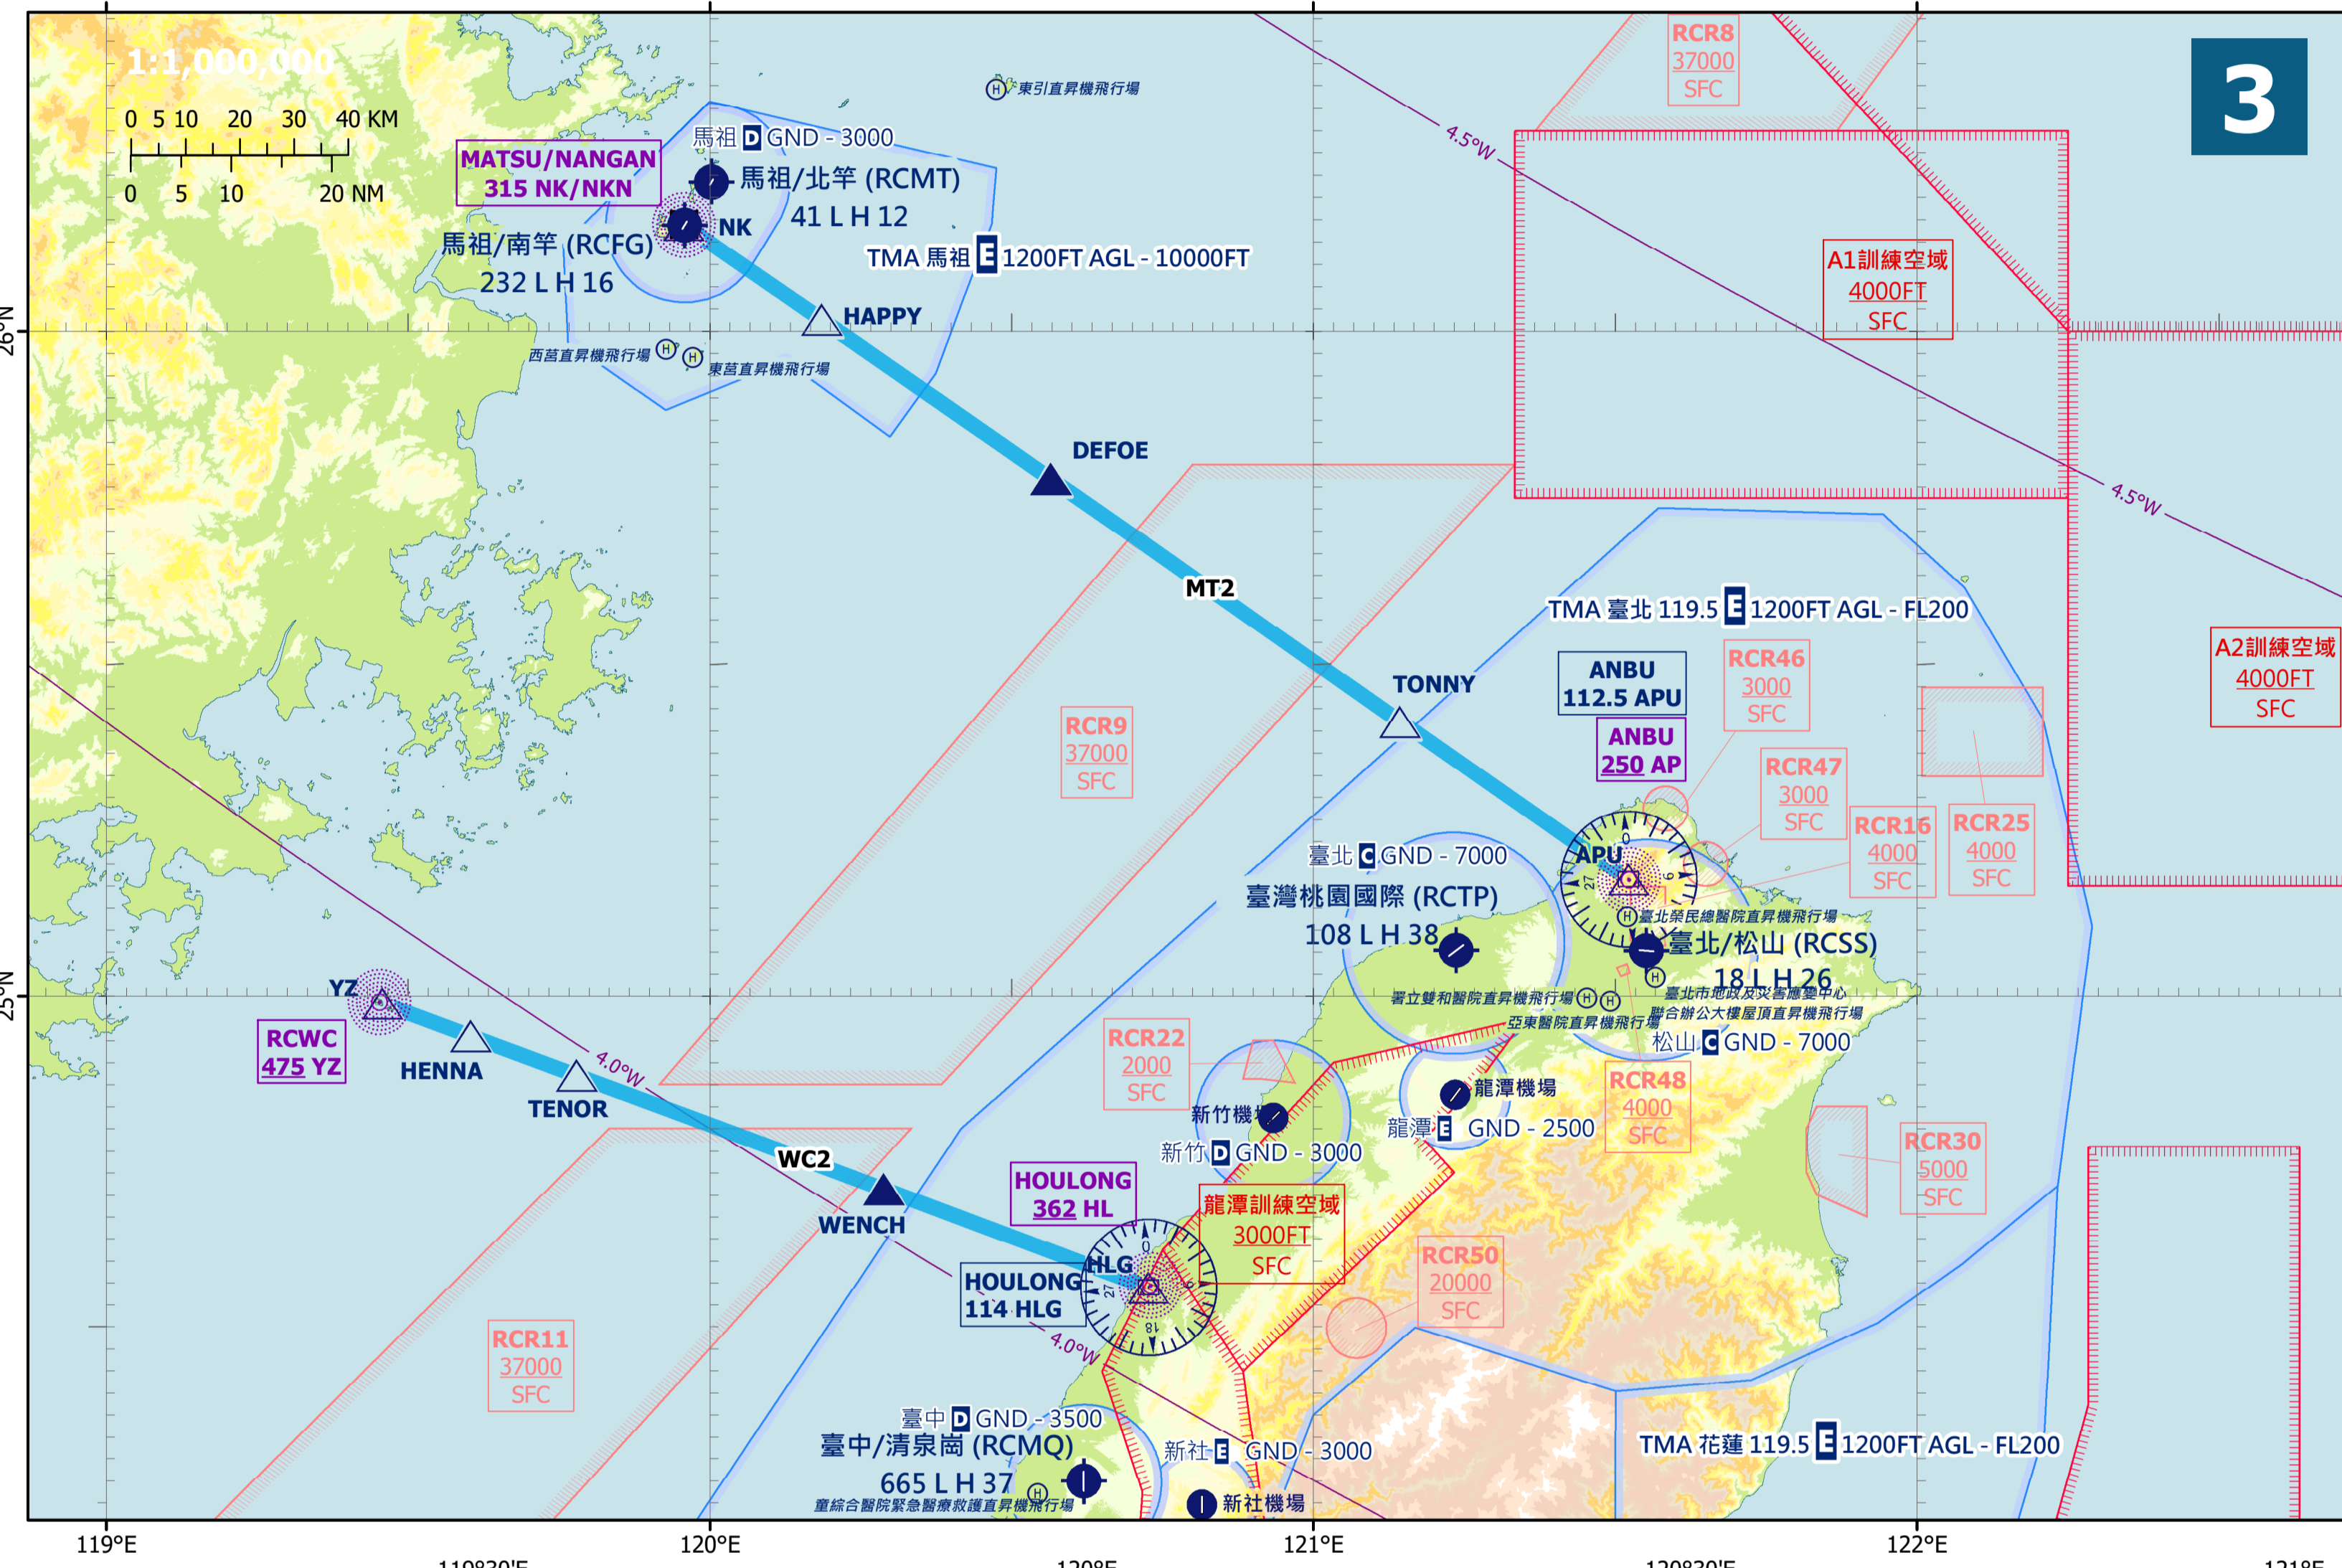 1:1,000,000
0 5 10 20 30 40 KM
0 5 10 20 NM
3
RCR8
37000
SFC
東引直昇機飛行場
馬祖 D GND - 3000
MATSU/NANGAN
315 NK/NKN
馬祖/北竿 (RCMT)
41 L H 12
NK
馬祖/南竿 (RCFG)
232 L H 16
TMA 馬祖 E 1200FT AGL - 10000FT
4.5°W
A1訓練空域
4000FT
SFC
26°N
HAPPY
西莒直昇機飛行場
東莒直昇機飛行場
DEFOE
4.5°W
MT2
TMA 臺北 119.5 E 1200FT AGL - FL200
A2訓練空域
4000FT
SFC
TONNY
ANBU
112.5 APU
RCR46
3000
SFC
ANBU
250 AP
RCR9
37000
SFC
RCR47
3000
SFC
RCR16
4000
SFC
RCR25
4000
SFC
臺北 C GND - 7000
APU
0
9
27
臺灣桃園國際 (RCTP)
108 L H 38
臺北榮民總醫院直昇機飛行場
臺北/松山 (RCSS)
18 L H 26
25°N
YZ
署立雙和醫院直昇機飛行場
臺北市地政及災害應變中心
聯合辦公大樓屋頂直昇機飛行場
亞東醫院直昇機飛行場
松山 C GND - 7000
RCWC
475 YZ
HENNA
TENOR
4.0°W
RCR22
2000
SFC
RCR48
4000
SFC
龍潭機場
新竹機場
龍潭 E GND - 2500
新竹 D GND - 3000
RCR30
5000
SFC
WC2
WENCH
HOULONG
362 HL
龍潭訓練空域
3000FT
SFC
HLG
0
9
18
27
HOULONG
114 HLG
RCR50
20000
SFC
4.0°W
RCR11
37000
SFC
臺中 D GND - 3500
臺中/清泉崗 (RCMQ)
665 L H 37
童綜合醫院緊急醫療救護直昇機飛行場
新社 E GND - 3000
新社機場
TMA 花蓮 119.5 E 1200FT AGL - FL200
119°E 120°E 121°E 122°E
119°30'E 120°E 120°30'E 121°E